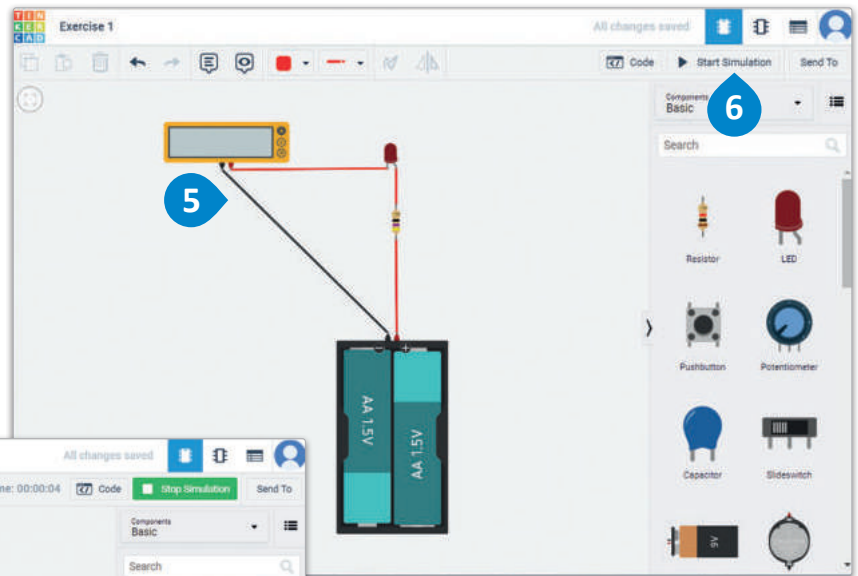 TIN
KER
CAD
Exercise 1
All changes saved
Code
Start Simulation
Send To
Components
Basic
6
Search
5
Resistor
LED
Pushbutton
Potentiometer
AA 1.5V
AA 1.5V
Capacitor
Slideswitch
9V
All changes saved
me: 00:00:04
Code
Stop Simulation
Send To
Components
Basic
Search